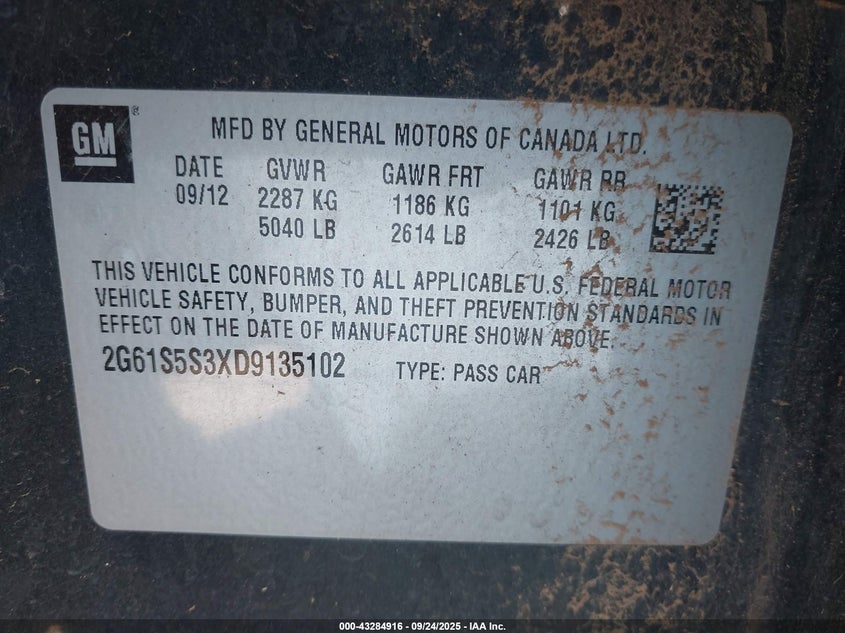 GM
MFD BY GENERAL MOTORS OF CANADA LTD.
DATE GVWR GAWR FRT GAWR RR
09/12 2287 KG 1186 KG 1101 KG
5040 LB 2614 LB 2426 LB
THIS VEHICLE CONFORMS TO ALL APPLICABLE U.S. FEDERAL MOTOR
VEHICLE SAFETY, BUMPER, AND THEFT PREVENTION STANDARDS IN
EFFECT ON THE DATE OF MANUFACTURE SHOWN ABOVE.
2G61S5S3XD9135102 TYPE: PASS CAR
000-43284916 - 09/24/2025 - IAA Inc.